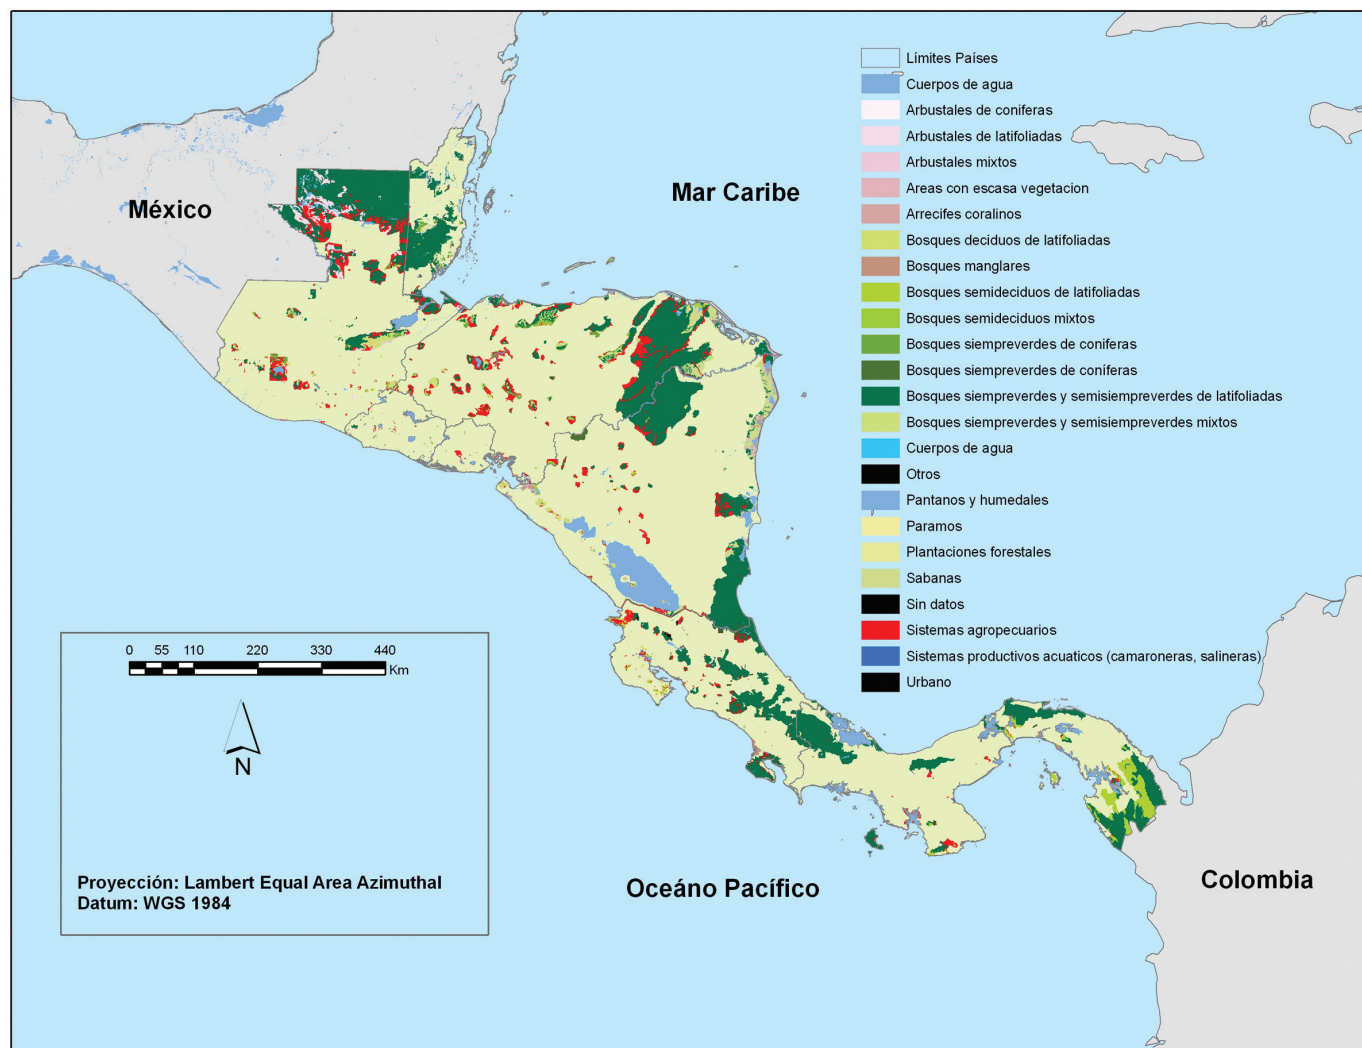 Límites Países
Cuerpos de agua
Arbustales de coniferas
Arbustales de latifoliadas
Arbustales mixtos
Areas con escasa vegetacion
Arrecifes coralinos
Bosques deciduos de latifoliadas
Bosques manglares
Bosques semideciduos de latifoliadas
Bosques semideciduos mixtos
Bosques siempreverdes de coniferas
Bosques siempreverdes de coníferas
Bosques siempreverdes y semisiempreverdes de latifoliadas
Bosques siempreverdes y semisiempreverdes mixtos
Cuerpos de agua
Otros
Pantanos y humedales
Paramos
Plantaciones forestales
Sabanas
Sin datos
Sistemas agropecuarios
Sistemas productivos acuaticos (camaroneras, salineras)
Urbano
México
Mar Caribe
0 55 110 220 330 440
Km
N
Proyección: Lambert Equal Area Azimuthal
Datum: WGS 1984
Oceáno Pacífico
Colombia